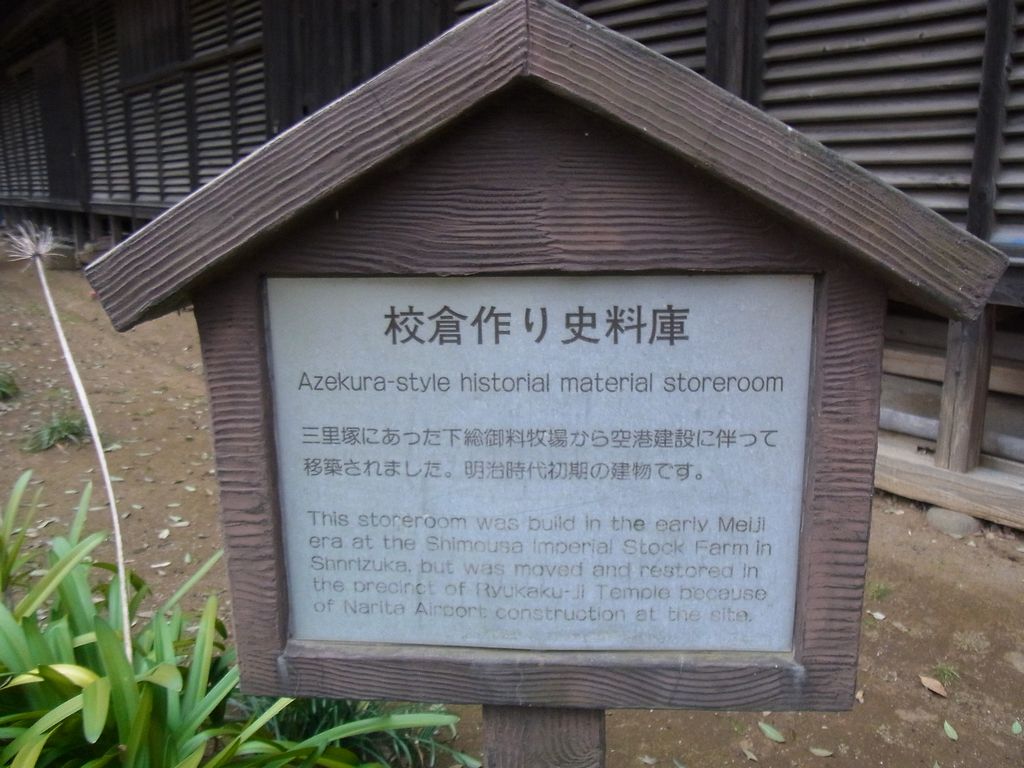 校倉作り史料庫
Azekura-style historial material storeroom
三里塚にあった下総御料牧場から空港建設に伴って
移築されました。明治時代初期の建物です。
This storeroom was build in the early Meiji
era at the Shimousa Imperial Stock Farm in
Shnrizuka, but was moved and restored in
the precinct of Ryukaku-Ji Temple because
of Narita Airport construction at the site.